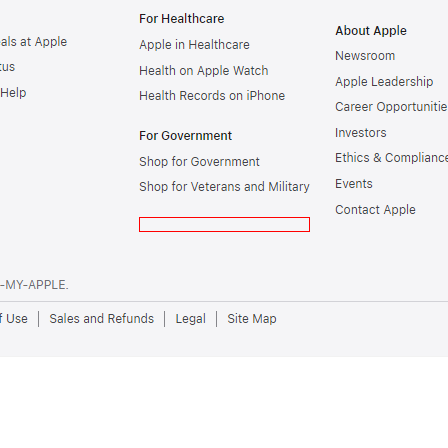 als at Apple
tus
Help
For Healthcare
Apple in Healthcare
Health on Apple Watch
Health Records on iPhone
For Government
Shop for Government
Shop for Veterans and Military
About Apple
Newsroom
Apple Leadership
Career Opportunitie
Investors
Ethics & Compliance
Events
Contact Apple
-MY-APPLE.
f Use | Sales and Refunds | Legal | Site Map